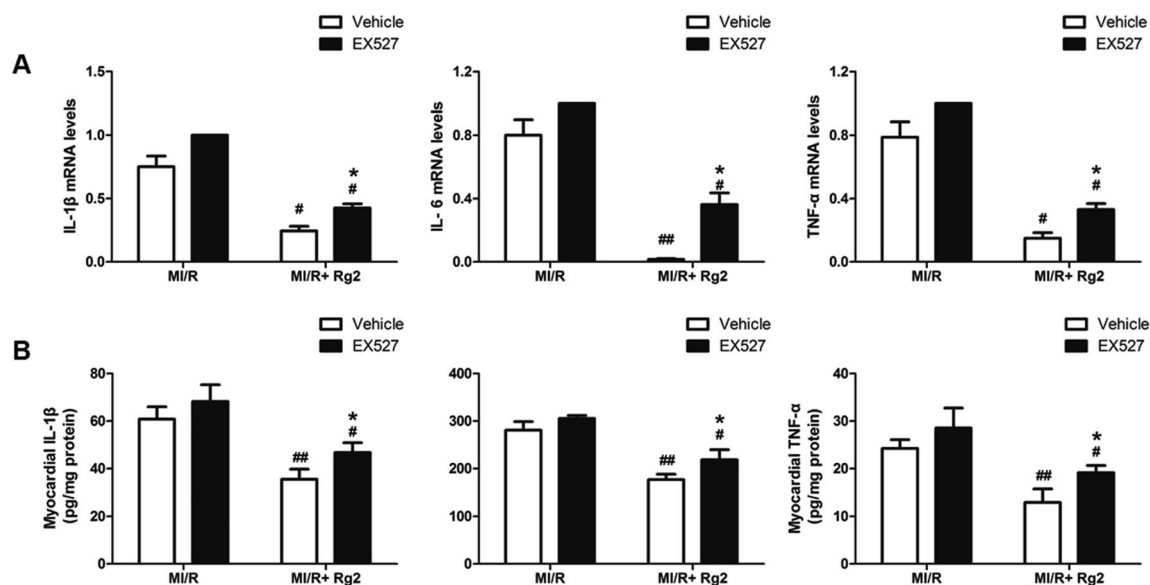 A
Vehicle
EX527
IL-1β mRNA levels
1.5
1.0
0.5
0.0
#
*
#
MI/R
MI/R+ Rg2
Vehicle
EX527
IL- 6 mRNA levels
1.2
0.8
0.4
0.0
##
*
#
MI/R
MI/R+ Rg2
Vehicle
EX527
TNF-α mRNA levels
1.2
0.8
0.4
0.0
#
*
#
MI/R
MI/R+ Rg2
B
Vehicle
EX527
Myocardial IL-1β
(pg/mg protein)
80
60
40
20
0
##
*
#
MI/R
MI/R+ Rg2
Vehicle
EX527
400
300
200
100
0
##
*
#
MI/R
MI/R+ Rg2
Vehicle
EX527
Myocardial TNF-α
(pg/mg protein)
40
30
20
10
0
##
*
#
MI/R
MI/R+ Rg2